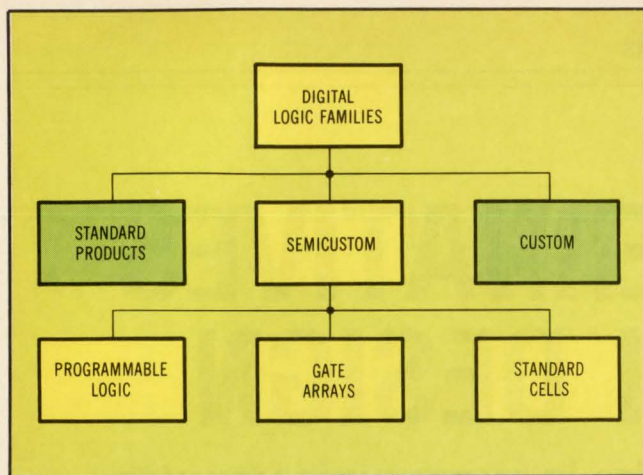 DIGITAL
LOGIC FAMILIES
STANDARD
PRODUCTS
SEMICUSTOM
CUSTOM
PROGRAMMABLE
LOGIC
GATE
ARRAYS
STANDARD
CELLS